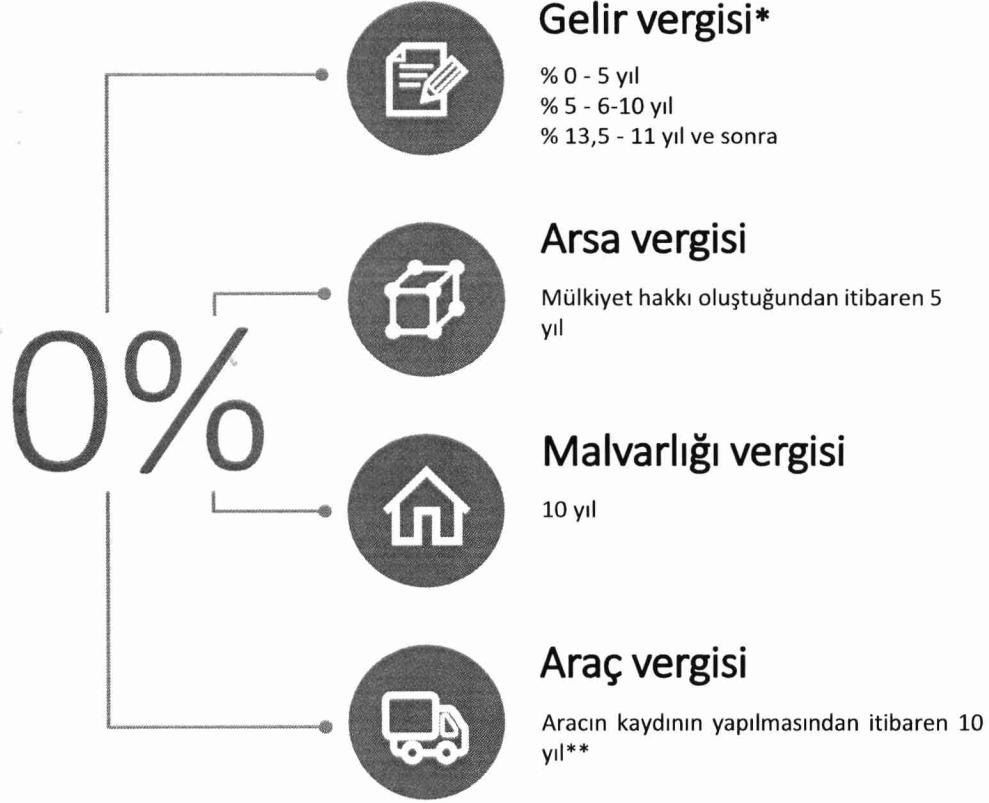 Gelir vergisi*
% 0 - 5 yıl
% 5 - 6-10 yıl
% 13,5 - 11 yıl ve sonra
Arsa vergisi
Mülkiyet hakkı oluştuğundan itibaren 5
yıl
0%
Malvarlığı vergisi
10 yıl
Araç vergisi
Aracın kaydının yapılmasından itibaren 10
yıl**